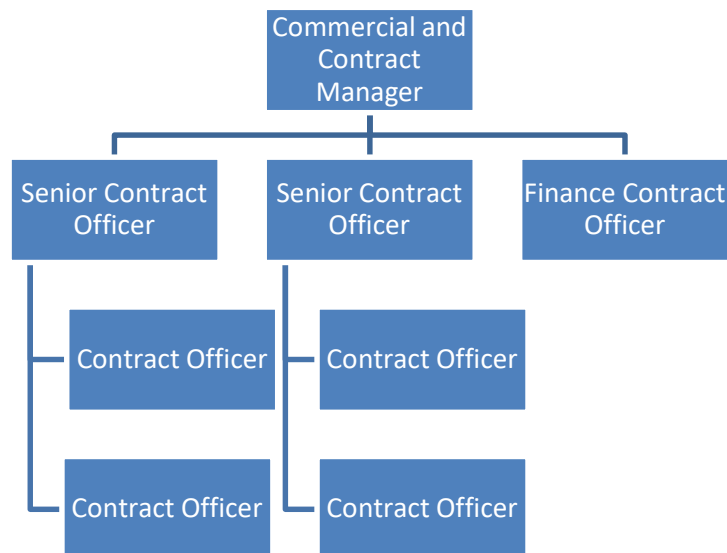 Commercial and
Contract
Manager
Senior Contract
Officer
Senior Contract
Officer
Finance Contract
Officer
Contract Officer
Contract Officer
Contract Officer
Contract Officer